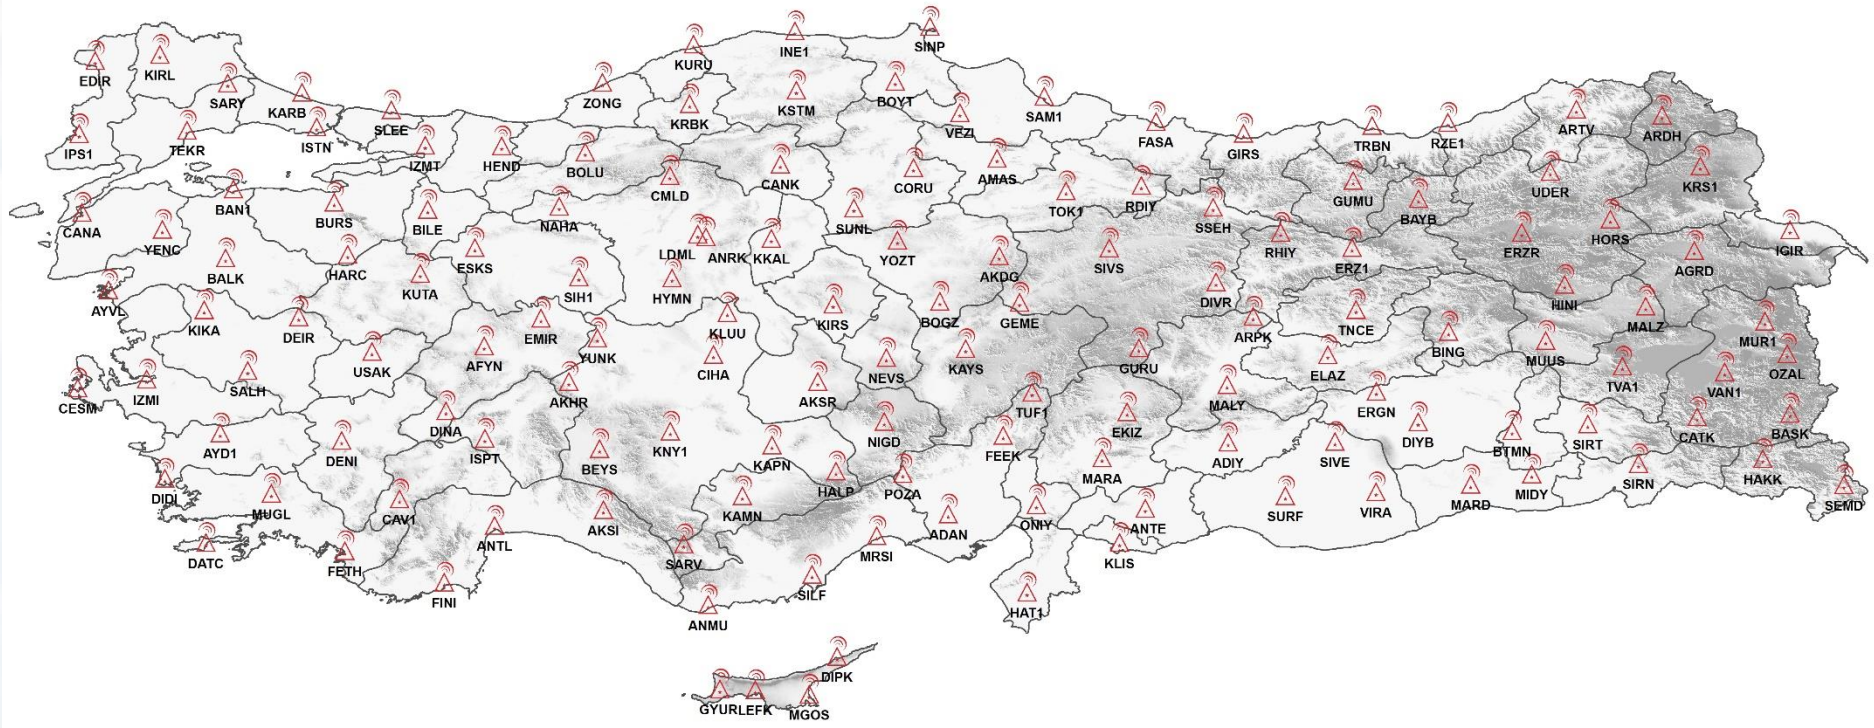 SINP
INE1
KURU
EDIR
KIRL
SARY
KARB
ZONG
KSTM
BOYT
SLEE
KRBK
VEZI
SAM1
ARTV
ARDH
IPS1
TEKR
ISTN
IZMT
HEND
BOLU
FASA
GIRS
TRBN
RZE1
CMLD
CANK
CORU
AMAS
UDER
KRS1
CANA
BAN1
BURS
BILE
NAHA
SUNL
TOK1
RDIY
GUMU
BAYB
YENC
SSEH
HORS
BALK
HARC
ESKS
LDML
ANRK
KKAL
YOZT
AKDG
SIVS
RHIY
ERZ1
ERZR
IGIR
AGRD
AYVL
KUTA
SIH1
HYMN
DIVR
HINI
KIKA
DEIR
EMIR
KLUU
KIRS
BOGZ
GEME
ARPK
TNCE
MALZ
MUR1
USAK
AFYN
YUNK
CIHA
NEVS
KAYS
GURU
ELAZ
BING
MUUS
TVA1
VAN1
OZAL
CESM
IZMI
SALH
AKHR
AKSR
TUF1
MALY
ERGN
DINA
NIGD
FEEK
EKIZ
DIYB
BTMN
SIRT
CATK
BASK
AYD1
DENI
ISPT
BEYS
KNY1
KAPN
HALP
POZA
MARA
ADIY
SIVE
DIDI
MUGL
CAV1
AKSI
KAMN
ADAN
ONIY
ANTE
SURF
VIRA
MARD
MIDY
SIRN
HAKK
SEMD
DATC
FETH
ANTL
SARV
MRSI
KLIS
FINI
SILF
ANMU
HAT1
DIPK
GYUR
LEFK
MGOS